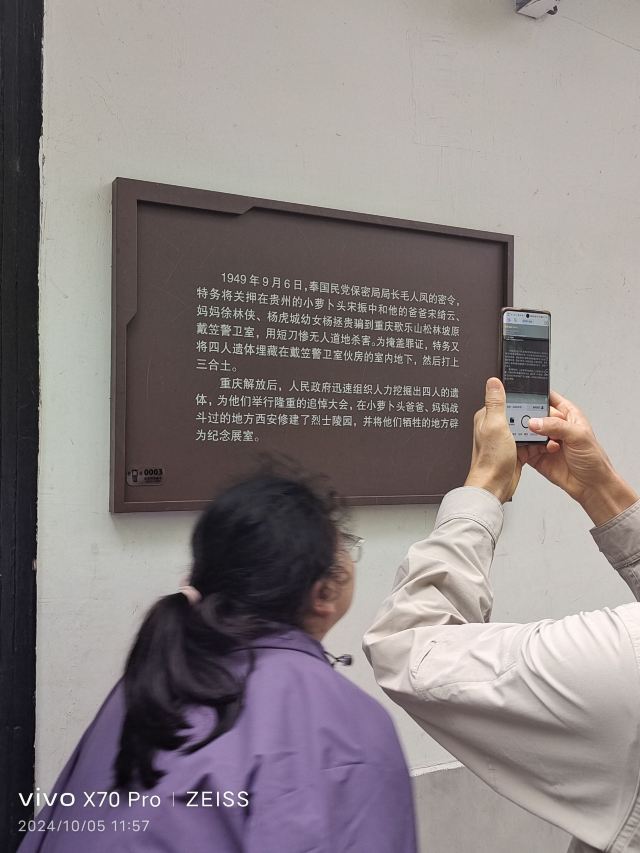 1949年9月6日,奉国民党保密局局长毛人凤的密令,
特务将关押在贵州的小萝卜头宋振中和他的爸爸宋绮云、
妈妈徐林侠、杨虎城幼女杨拯贵骗到重庆歌乐山松林坡原
戴笠警卫室，用短刀惨无人道地杀害。为掩盖罪证，特务又
将四人遗体埋藏在戴笠警卫室伙房的室内地下，然后打上
三合土。
重庆解放后，人民政府迅速组织人力挖掘出四人的遗
体，为他们举行隆重的追悼大会，在小萝卜头爸爸、妈妈战
斗过的地方西安修建了烈士陵园，并将他们牺牲的地方辟
为纪念展室。
0003
vivo X70 Pro | ZEISS
2024/10/05 11:57